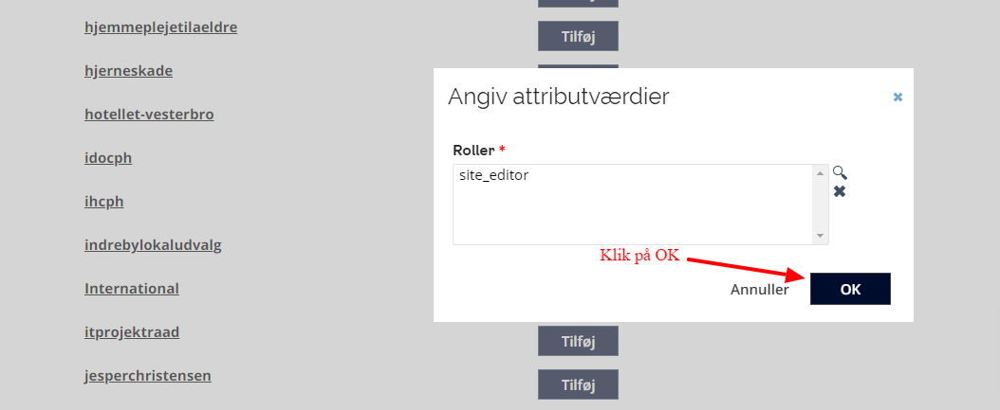 Tilføj
hjemmeplejetilaeldre
Tilføj
hjerneskade
hotellet-vesterbro
idocph
ihcph
indrebylokaludvalg
International
itprojektraad
Tilføj
jesperchristensen
Tilføj
Angiv attributværdier
Roller *
site_editor
Klik på OK
Annuller
OK